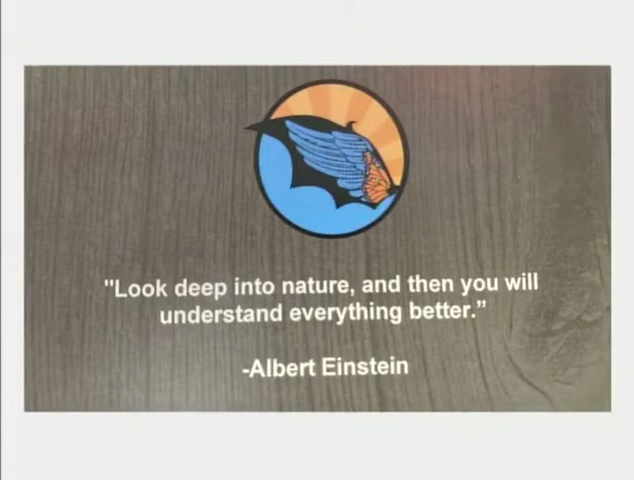 "Look deep into nature, and then you will
understand everything better.”
-Albert Einstein